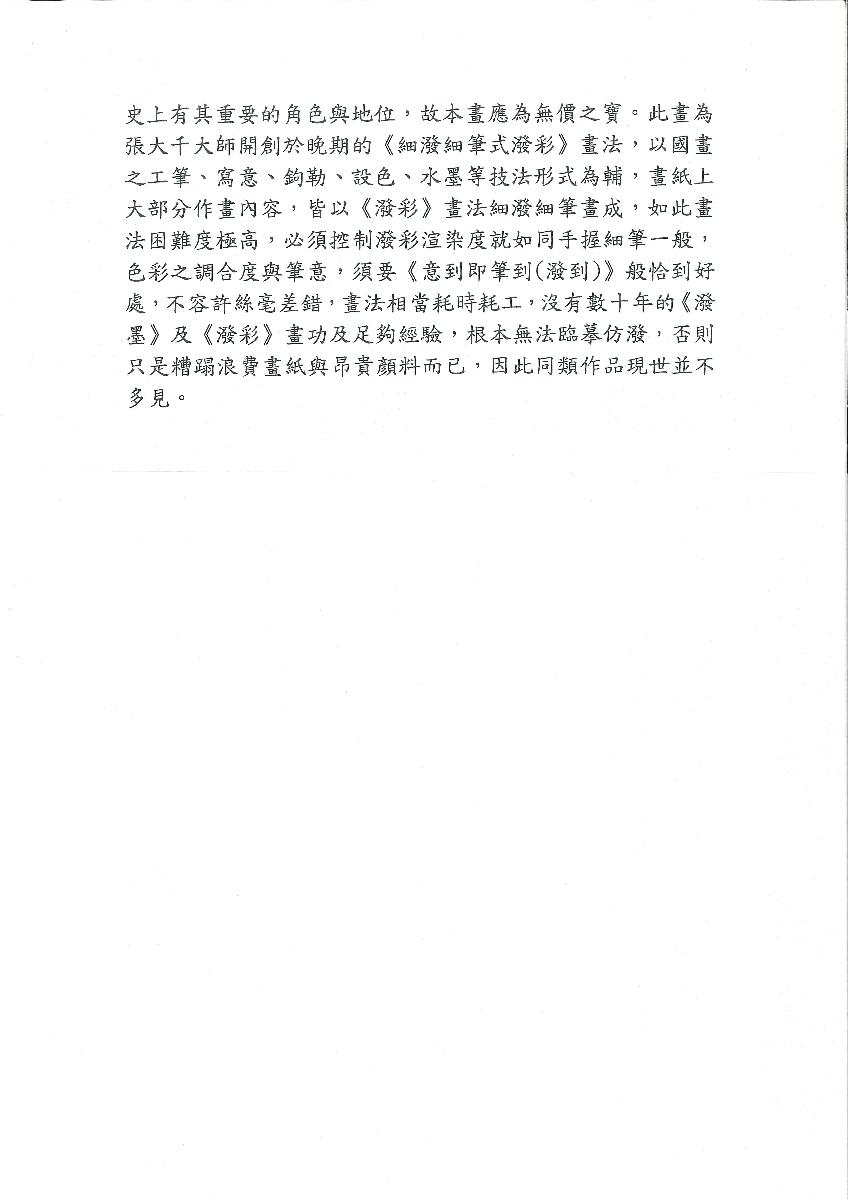 史上有其重要的角色與地位，故本畫應為無價之寶。此畫為
張大千大師開創於晚期的《細潑細筆式潑彩》畫法，以國畫
之工筆、寫意、鉤勒、設色、水墨等技法形式為輔，畫紙上
大部分作畫內容，皆以《潑彩》畫法細潑細筆畫成，如此畫
法困難度極高，必須控制潑彩渲染度就如同手握細筆一般，
色彩之調合度與筆意，須要《意到即筆到(潑到)》般恰到好
處，不容許絲毫差錯，畫法相當耗時耗工，沒有數十年的《潑
墨》及《潑彩》畫功及足夠經驗，根本無法臨摹仿潑，否則
只是糟蹋浪費畫紙與昂貴顏料而已，因此同類作品現世並不
多見。